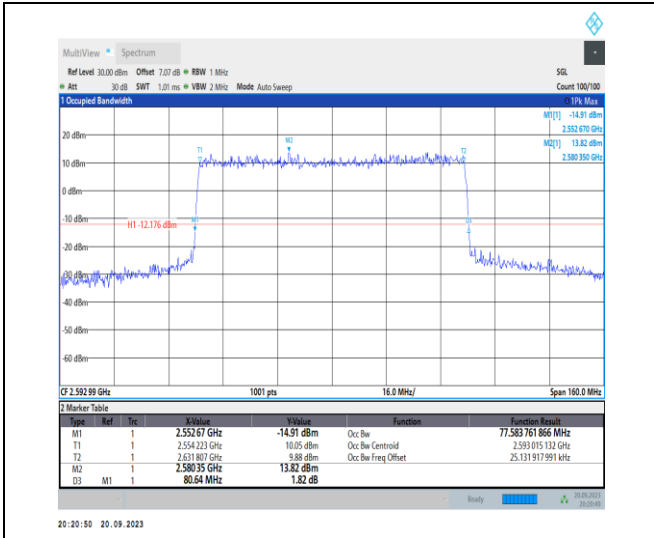 MultiView Spectrum
Ref Level 30.00 dBm Offset 7.07 dB RBW 1 MHz SGL
Att 30 dB SWT 1.01 ms VBW 2 MHz Mode Auto Sweep Count 100/100
1 Occupied Bandwidth 1Pk Max
M1[1] -14.91 dBm
2.552 670 GHz
M2[1] 13.82 dBm
2.580 350 GHz
20 dBm
M2
T1 T2
10 dBm
0 dBm
-10 dBm
H1 -12.176 dBm
M1
-20 dBm
-30 dBm
-40 dBm
-50 dBm
-60 dBm
CF 2.592 99 GHz 1001 pts 16.0 MHz/ Span 160.0 MHz
2 Marker Table
Type Ref Trc X-Value Y-Value Function Function Result
M1 1 2.552 67 GHz -14.91 dBm Occ Bw 77.583 761 866 MHz
T1 1 2.554 223 GHz 10.05 dBm Occ Bw Centroid 2.593 015 132 GHz
T2 1 2.631 807 GHz 9.88 dBm Occ Bw Freq Offset 25.131 917 991 kHz
M2 1 2.580 35 GHz 13.82 dBm
D3 M1 1 80.64 MHz 1.82 dB
Ready 20.09.2023
20:20:49
20:20:50 20.09.2023